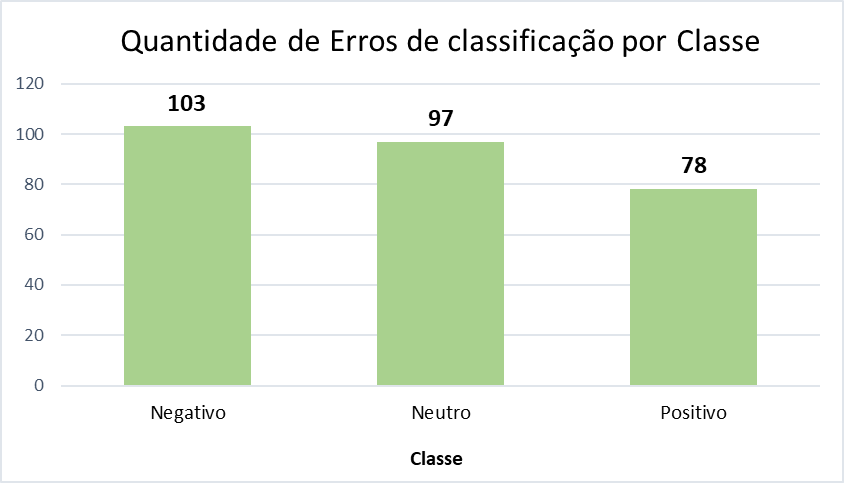 Quantidade de Erros de classificação por Classe
120
100
80
60
40
20
0
103
97
78
Negativo
Neutro
Positivo
Classe